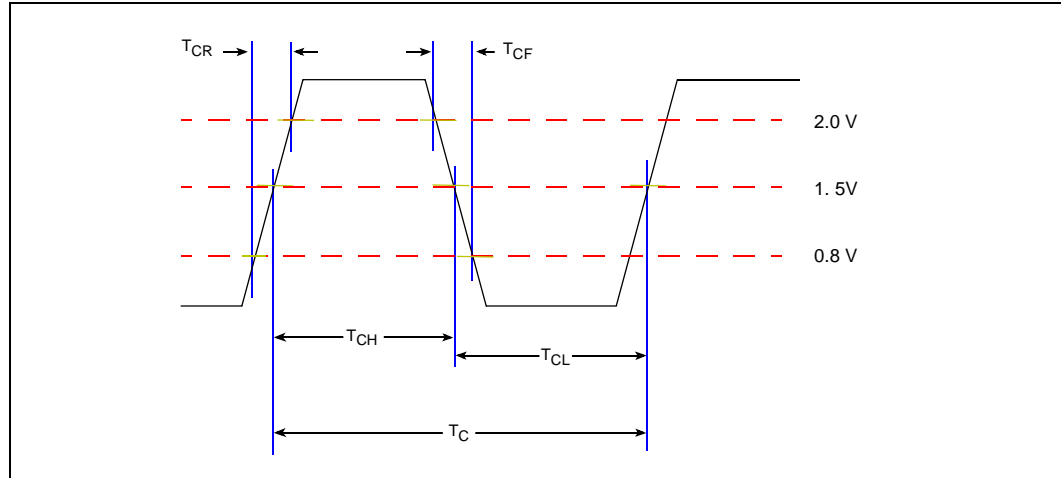 TCR
TCF
2.0 V
1. 5V
0.8 V
TCH
TCL
TC